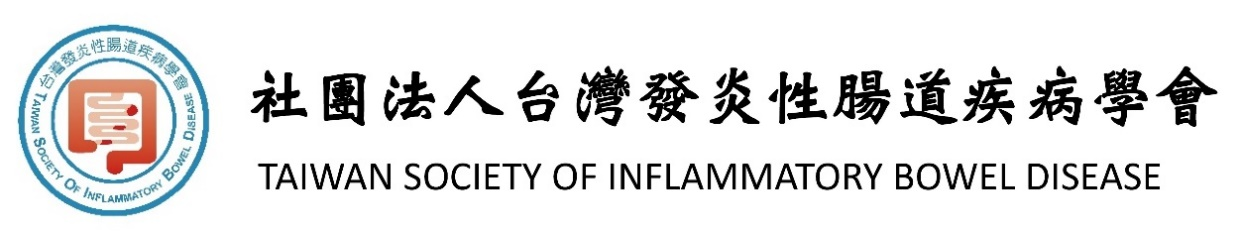 台灣發炎性腸道疾病學會
TAIWAN SOCIETY OF INFLAMMATORY BOWEL DISEASE
社團法人台灣發炎性腸道疾病學會
TAIWAN SOCIETY OF INFLAMMATORY BOWEL DISEASE